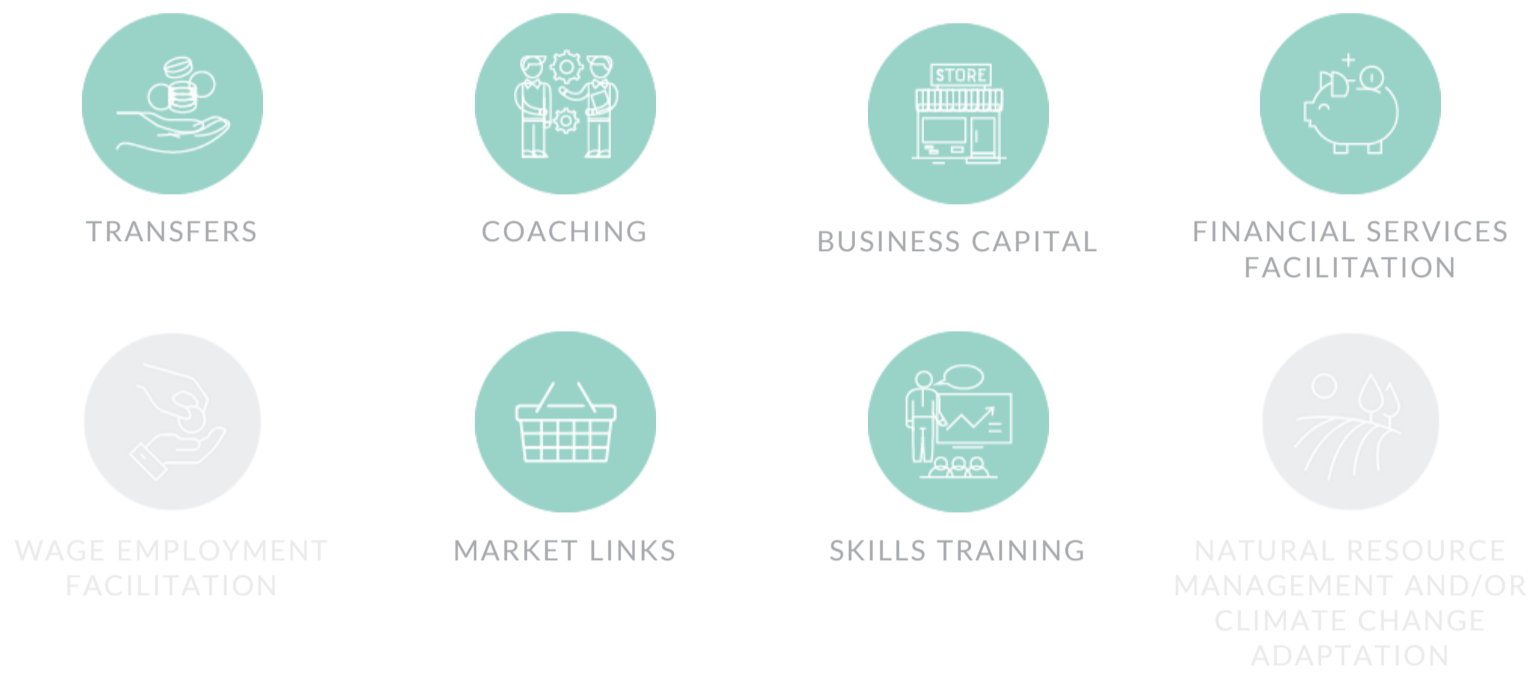 STORE
TRANSFERS
COACHING
BUSINESS CAPITAL
FINANCIAL SERVICES
FACILITATION
WAGE EMPLOYMENT
FACILITATION
MARKET LINKS
SKILLS TRAINING
NATURAL RESOURCE
MANAGEMENT AND/OR
CLIMATE CHANGE
ADAPTATION